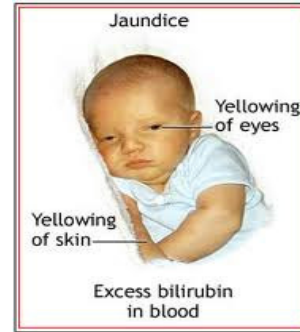 Jaundice
Yellowing
of eyes
Yellowing
of skin
Excess bilirubin
in blood